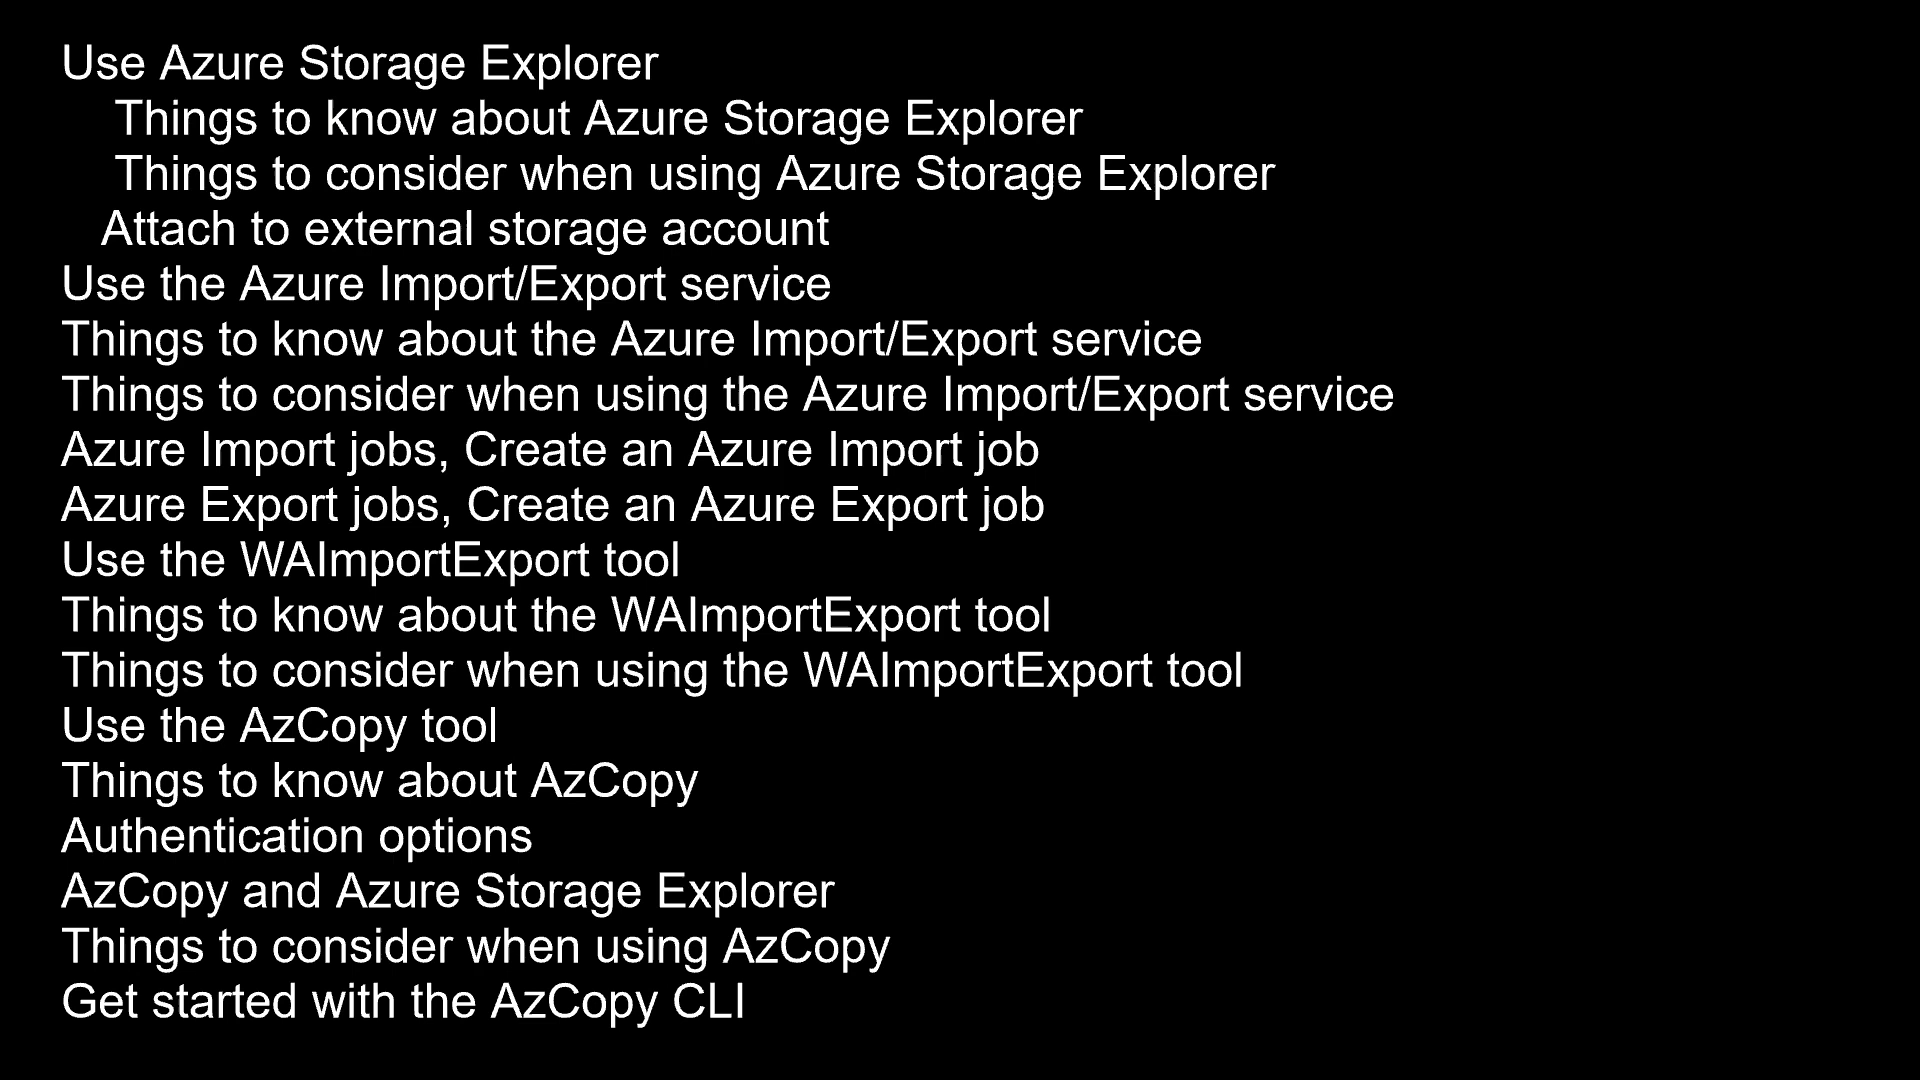 Use Azure Storage Explorer
Things to know about Azure Storage Explorer
Things to consider when using Azure Storage Explorer
Attach to external storage account
Use the Azure Import/Export service
Things to know about the Azure Import/Export service
Things to consider when using the Azure Import/Export service
Azure Import jobs, Create an Azure Import job
Azure Export jobs, Create an Azure Export job
Use the WAImportExport tool
Things to know about the WAImportExport tool
Things to consider when using the WAImportExport tool
Use the AzCopy tool
Things to know about AzCopy
Authentication options
AzCopy and Azure Storage Explorer
Things to consider when using AzCopy
Get started with the AzCopy CLI